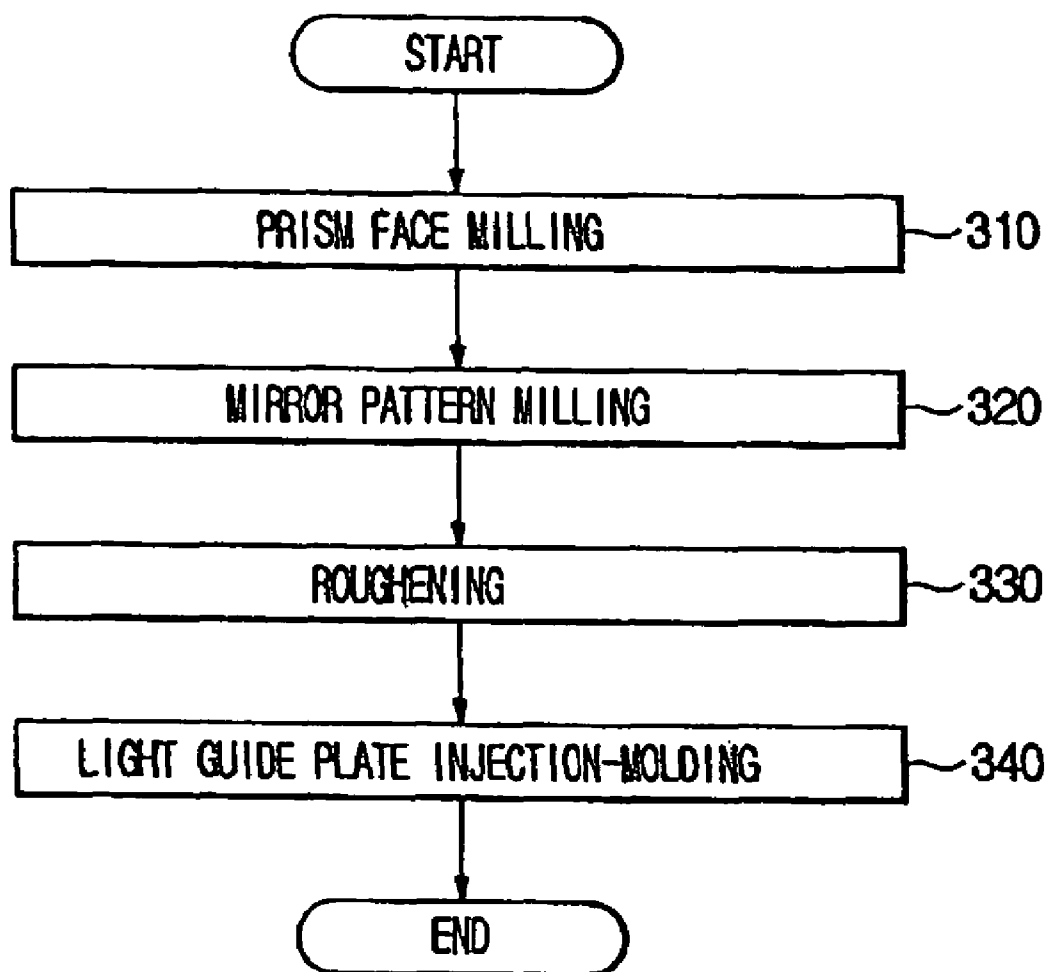 START
PRISM FACE MILLING 310
MIRROR PATTERN MILLING 320
ROUGHENING 330
LIGHT GUIDE PLATE INJECTION-MOLDING 340
END